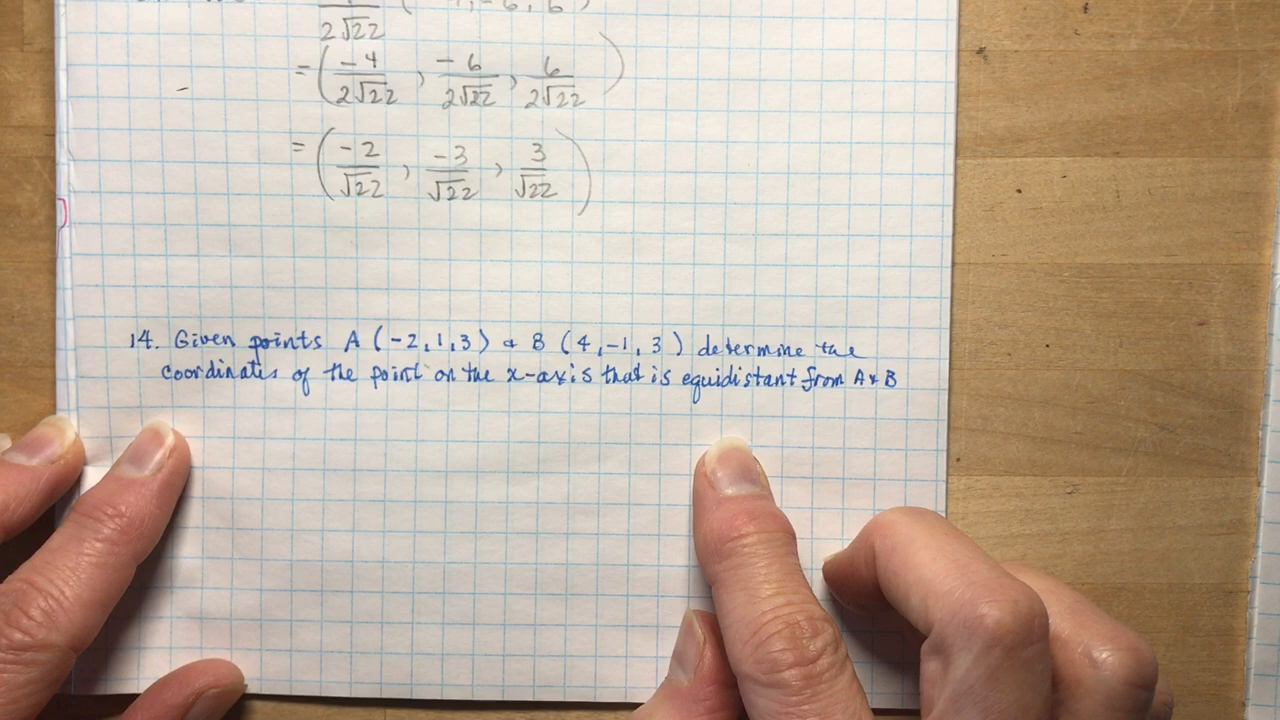 2√22
= ( -4/2√22 , -6/2√22 , 6/2√22 )
= ( -2/√22 , -3/√22 , 3/√22 )
14. Given points A (-2,1,3) & B (4,-1,3) determine the
coordinates of the point on the x-axis that is equidistant from A & B